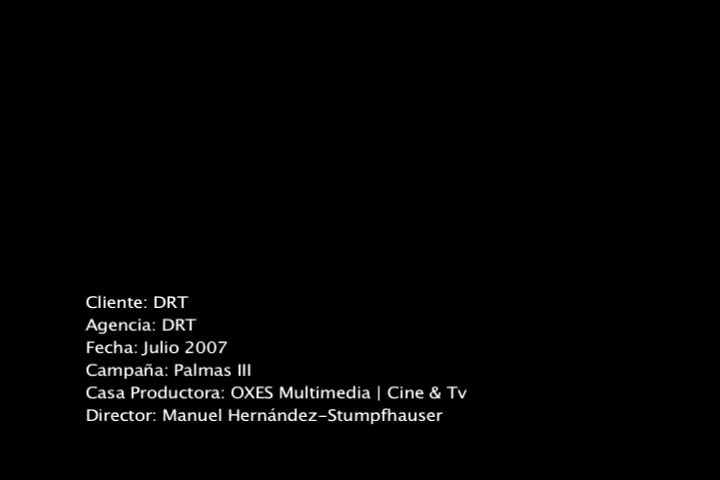 Cliente: DRT
Agencia: DRT
Fecha: Julio 2007
Campaña: Palmas III
Casa Productora: OXES Multimedia | Cine & Tv
Director: Manuel Hernández-Stumpfhauser